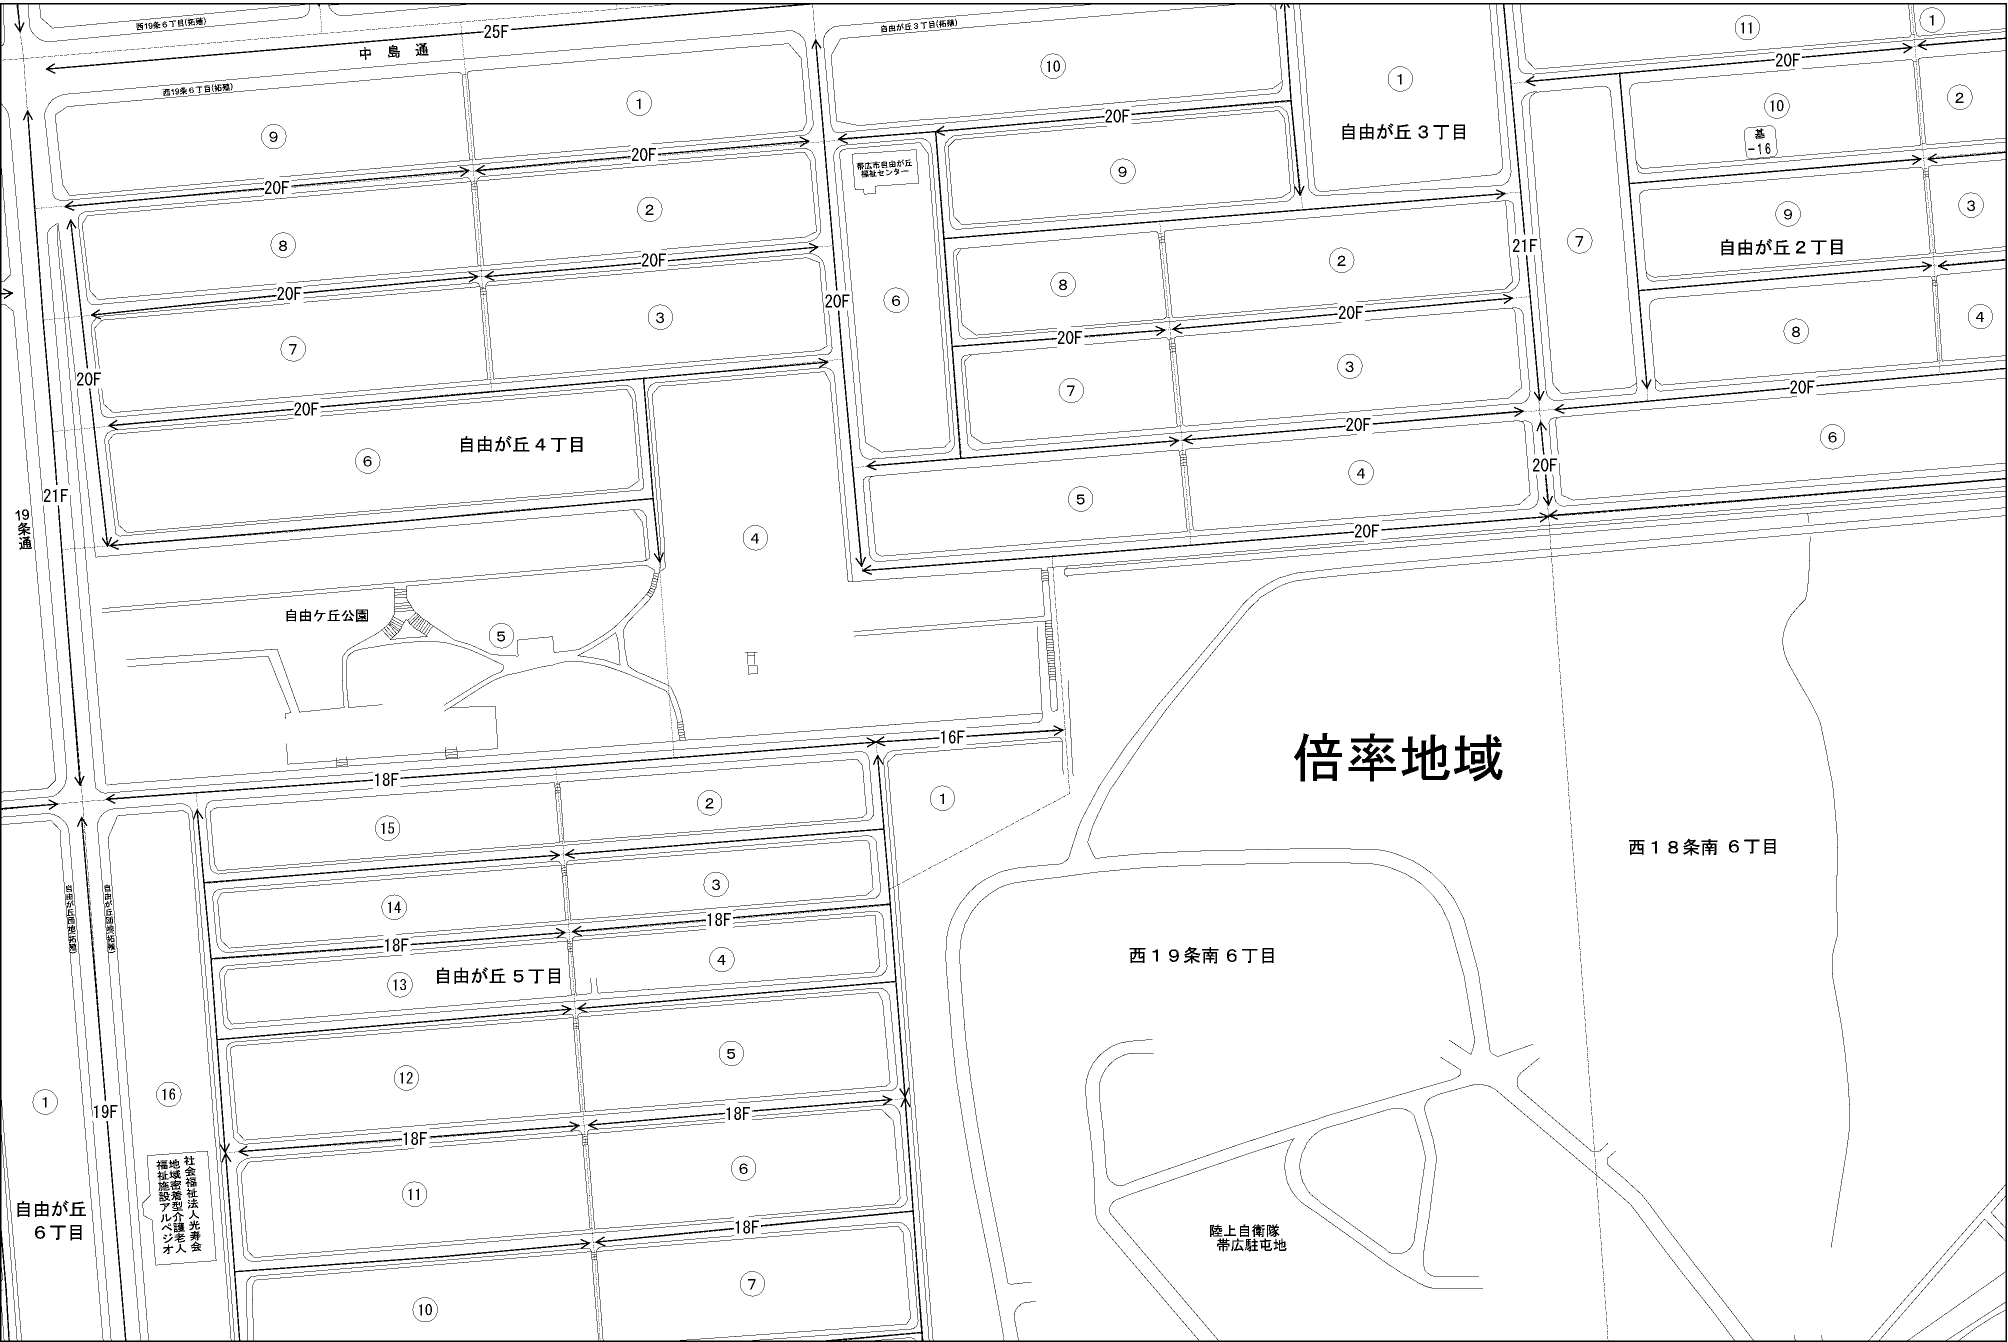 西19条6丁目(拓殖)
25F
中島通
自由が丘3丁目(拓殖)
10
1
11
1
20F
西19条6丁目(拓殖)
9
1
20F
自由が丘3丁目
10
基
-16
2
20F
20F
帯広市自由が丘
福祉センター
9
7
9
3
自由が丘2丁目
8
2
20F
20F
20F
6
8
2
21F
8
4
7
3
20F
20F
7
3
20F
20F
20F
自由が丘4丁目
6
20F
20F
6
5
4
21F
19条通
4
20F
自由ケ丘公園
5
16F
18F
倍率地域
1
15
2
西18条南6丁目
14
3
18F
18F
自由が丘5丁目
13
4
西19条南6丁目
12
5
1
19F
16
18F
18F
11
6
社会福祉法人光寿会
地域密着型介護老人
福祉施設アルペジオ
自由が丘
6丁目
18F
陸上自衛隊
帯広駐屯地
10
7